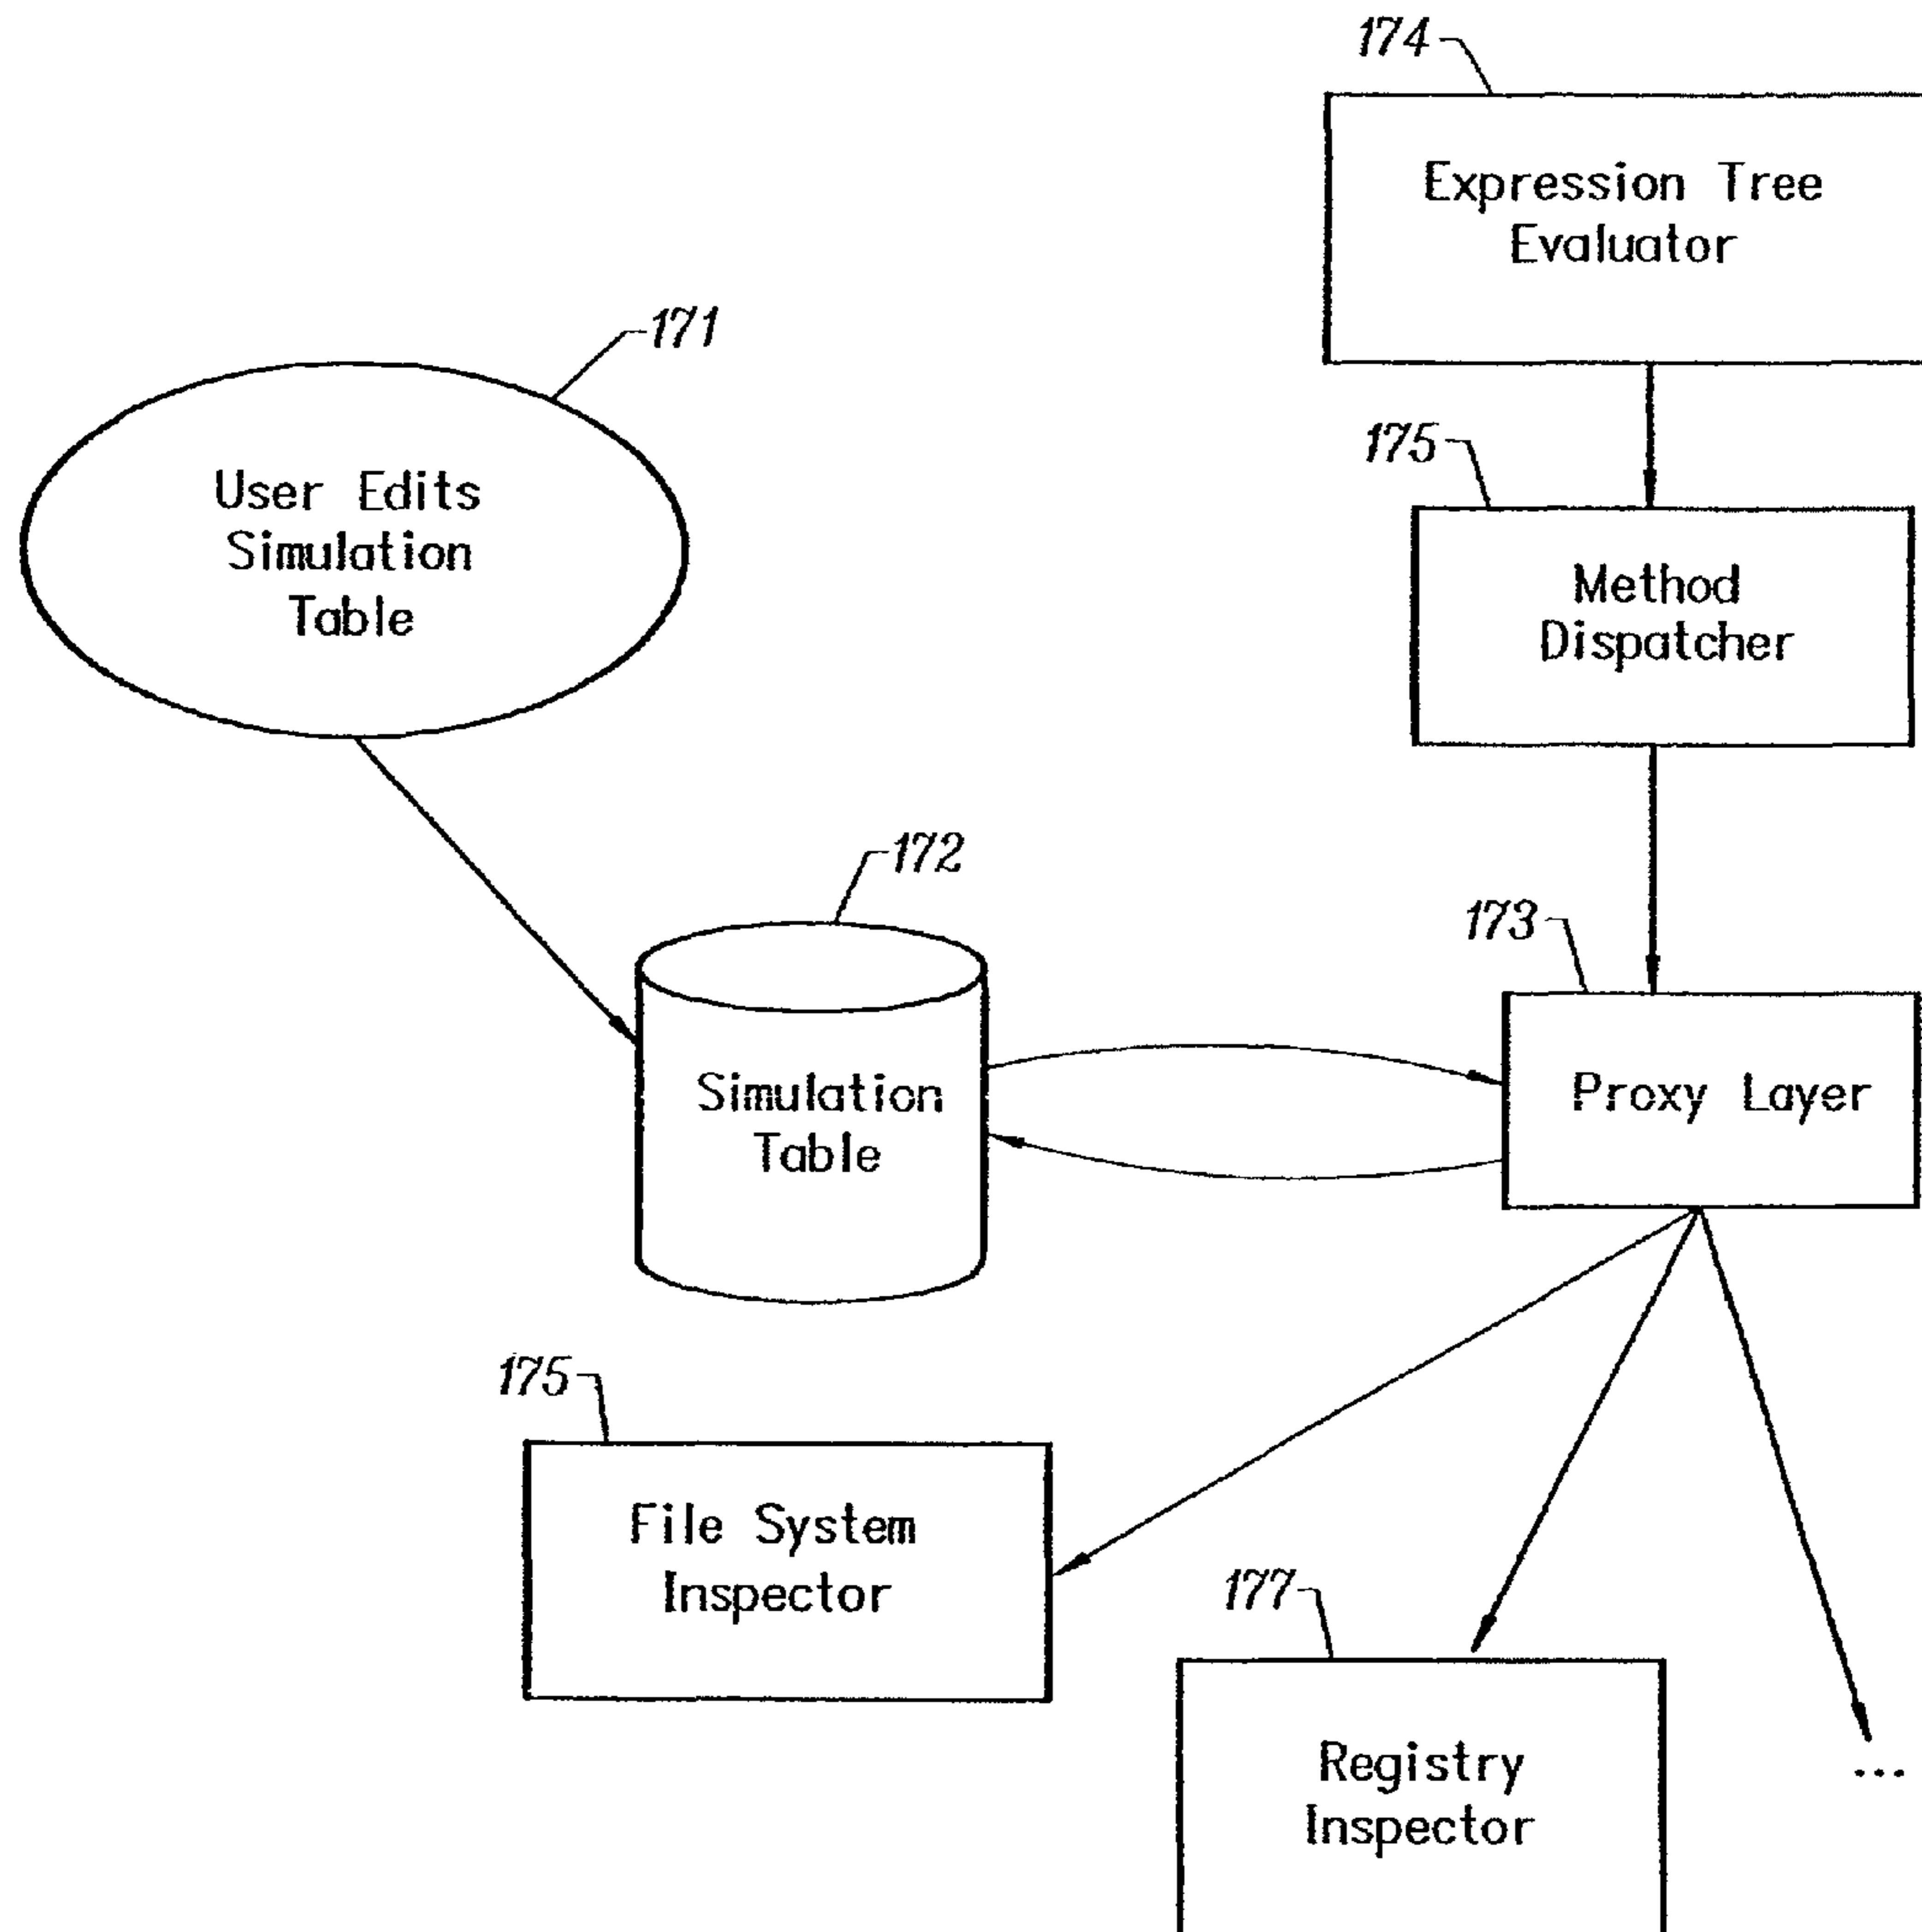 174
Expression Tree
Evaluator
171
User Edits
Simulation
Table
175
Method
Dispatcher
172
Simulation
Table
173
Proxy Layer
175
File System
Inspector
177
Registry
Inspector
...